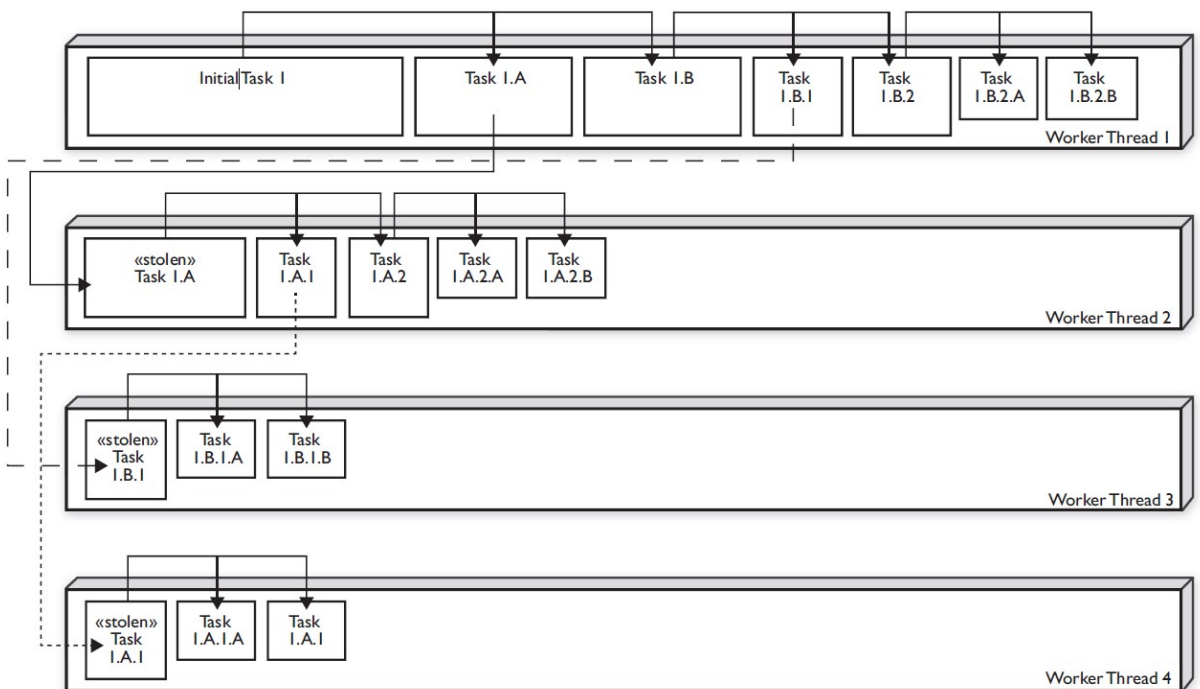 Initial Task 1
Task 1.A
Task 1.B
Task
1.B.1
Task
1.B.2
Task
1.B.2.A
Task
1.B.2.B
Worker Thread 1
«stolen»
Task 1.A
Task
1.A.1
Task
1.A.2
Task
1.A.2.A
Task
1.A.2.B
Worker Thread 2
«stolen»
Task
1.B.1
Task
1.B.1.A
Task
1.B.1.B
Worker Thread 3
«stolen»
Task
1.A.1
Task
1.A.1.A
Task
1.A.1
Worker Thread 4